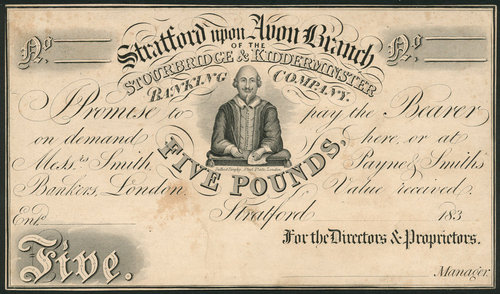 No. No.
Stratford upon Avon Branch
OF THE
STOURBRIDGE & KIDDERMINSTER
BANKING COMPANY.
I Promise to pay the Bearer
on demand here, or at
Mess.rs Smith, Payne & Smith's
Bankers, London Value received.
FIVE POUNDS,
Stratford 183
Entd.
For the Directors & Proprietors.
Five.
Manager.